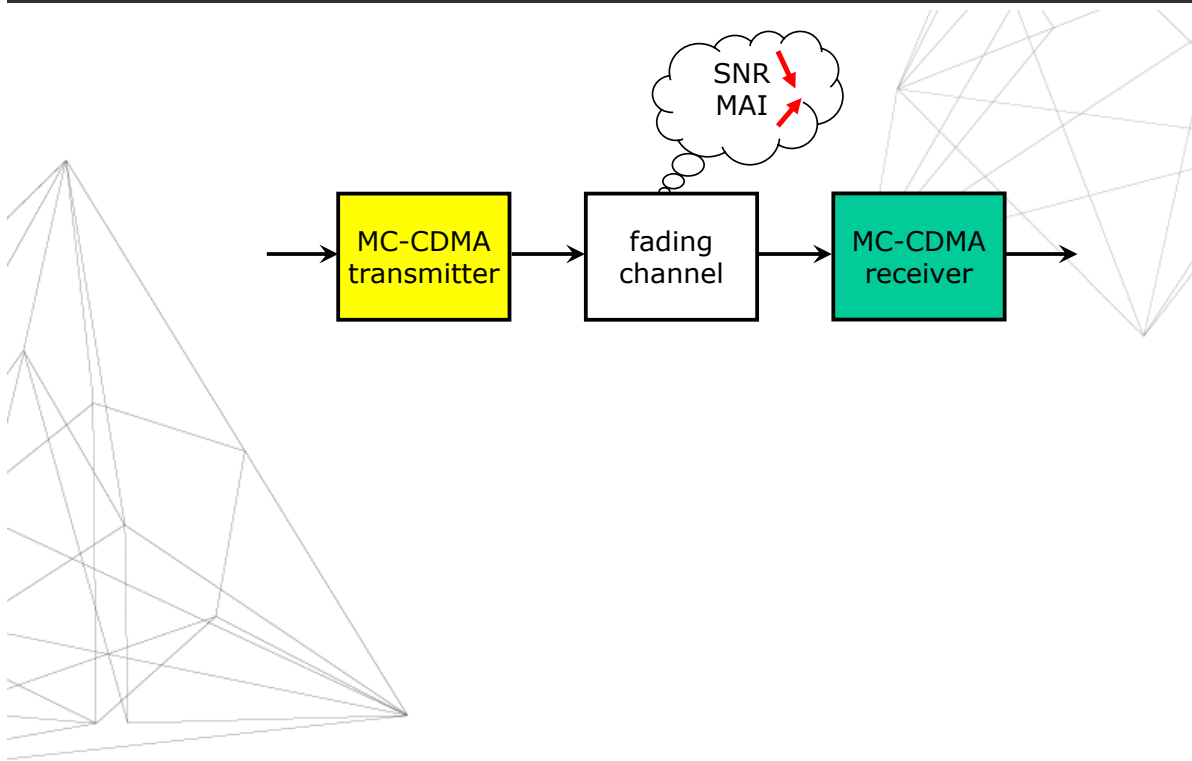 SNR
MAI
MC-CDMA
transmitter
fading
channel
MC-CDMA
receiver